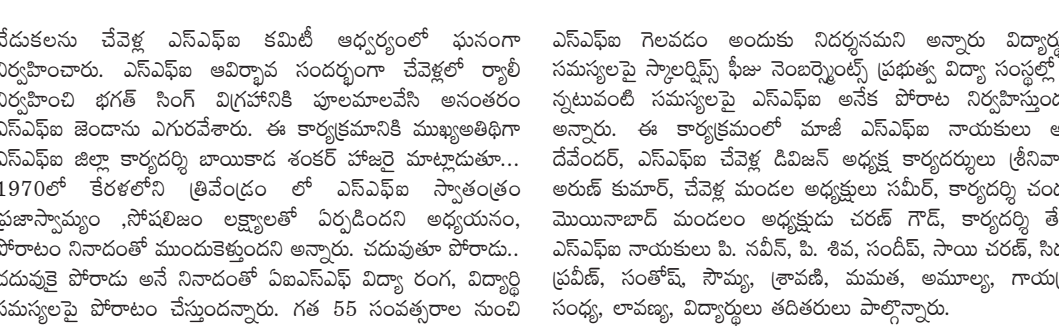 వేడుకలను చేవెళ్ల ఎస్ఎఫ్ఐ కమిటీ ఆధ్వర్యంలో ఘనంగా
నిర్వహించారు. ఎస్ఎఫ్ఐ ఆవిర్భావ సందర్భంగా చేవెళ్లలో ర్యాలీ
నిర్వహించి భగత్ సింగ్ విగ్రహానికి పూలమాలవేసి అనంతరం
ఎస్ఎఫ్ఐ జెండాను ఎగురవేశారు. ఈ కార్యక్రమానికి ముఖ్యఅతిథిగా
ఎస్ఎఫ్ఐ జిల్లా కార్యదర్శి బాయికాడ శంకర్ హాజరై మాట్లాడుతూ...
1970లో కేరళలోని త్రివేండ్రం లో ఎస్ఎఫ్ఐ స్వాతంత్రం
ప్రజాస్వామ్యం ,సోషలిజం లక్ష్యాలతో ఏర్పడిందని అధ్యయనం,
పోరాటం నినాదంతో ముందుకెళ్తుందని అన్నారు. చదువుతూ పోరాడు..
చదువుకై పోరాడు అనే నినాదంతో ఏఐఎస్ఎఫ్ విద్యా రంగ, విద్యార్థి
సమస్యలపై పోరాటం చేస్తుందన్నారు. గత 55 సంవత్సరాల నుంచి
ఎస్ఎఫ్ఐ గెలవడం అందుకు నిదర్శనమని అన్నారు
సమస్యలపై స్కాలర్షిప్స్ ఫీజు నెంబర్స్మెంట్స్ ప్రభుత్వ విద్యా సంస్థల్లో
న్నటువంటి సమస్యలపై ఎస్ఎఫ్ఐ అనేక పోరాట
అన్నారు. ఈ కార్యక్రమంలో మాజీ ఎస్ఎఫ్ఐ నాయకులు
దేవేందర్, ఎస్ఎఫ్ఐ చేవెళ్ల డివిజన్ అధ్యక్ష కార్యదర్శులు
అరుణ్ కుమార్, చేవెళ్ల మండల అధ్యక్షులు సమీర్, కార్యదర్శి
మొయినాబాద్ మండలం అధ్యక్షుడు చరణ్ గౌడ్, కార్యదర్శి
ఎస్ఎఫ్ఐ నాయకులు పి. నవీన్, పి. శివ, సందీప్, సాయి చరణ్,
ప్రవీణ్, సంతోష్, సౌమ్య, శ్రావణి, మమత, అమూల్య,
సంధ్య, లావణ్య, విద్యార్థులు తదితరులు పాల్గొన్నారు.